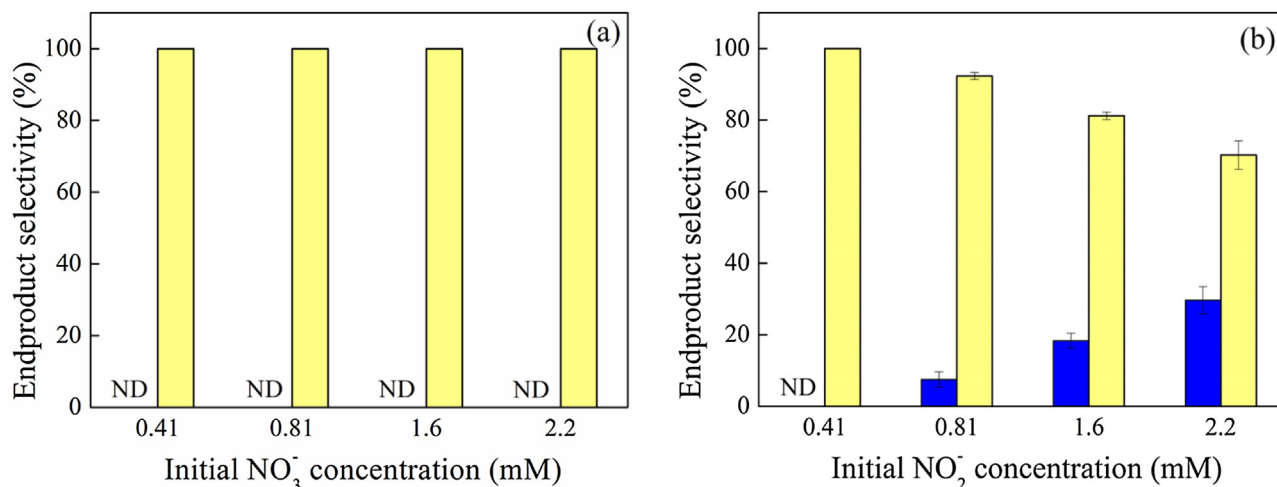 (a)
Endproduct selectivity (%)
100
80
60
40
20
0
ND ND ND ND
0.41 0.81 1.6 2.2
Initial NO₃⁻ concentration (mM)
(b)
Endproduct selectivity (%)
100
80
60
40
20
0
ND
0.41 0.81 1.6 2.2
Initial NO₂⁻ concentration (mM)